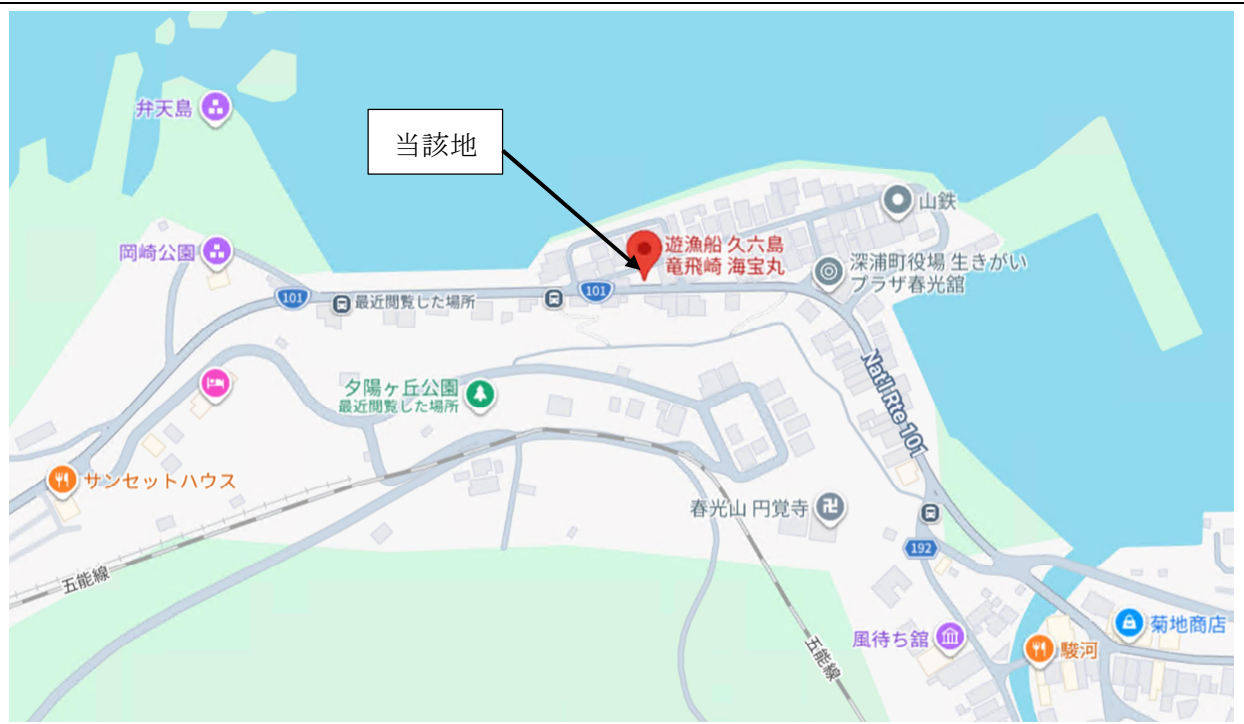 弁天島
当該地
山鉄
岡崎公園
遊漁船 久六島
竜飛崎 海宝丸
深浦町役場 生きがい
プラザ春光舘
101
最近閲覧した場所
101
夕陽ヶ丘公園
最近閲覧した場所
Nat'l Rte 101
サンセットハウス
春光山 円覚寺
卍
192
五能線
五能線
風待ち舘
菊地商店
駿河